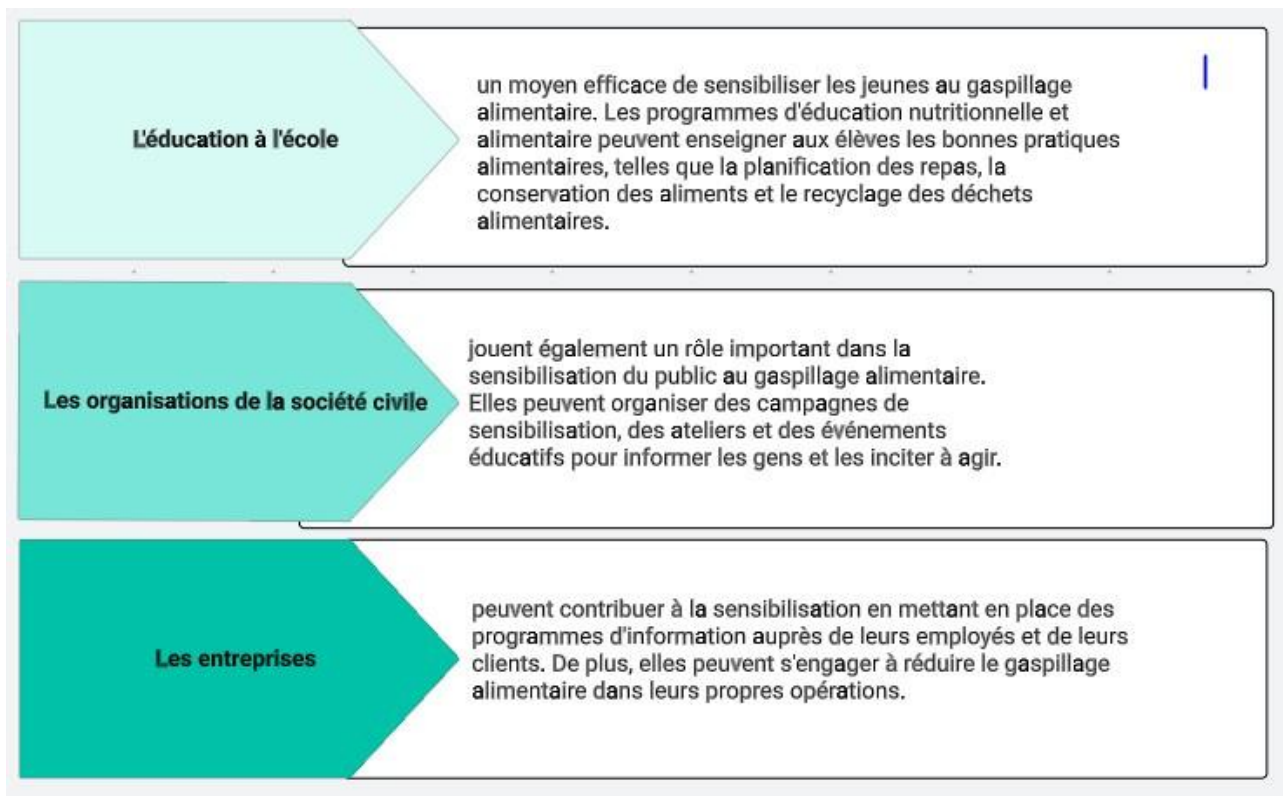 L'éducation à l'école
un moyen efficace de sensibiliser les jeunes au gaspillage
alimentaire. Les programmes d'éducation nutritionnelle et
alimentaire peuvent enseigner aux élèves les bonnes pratiques
alimentaires, telles que la planification des repas, la
conservation des aliments et le recyclage des déchets
alimentaires.
Les organisations de la société civile
jouent également un rôle important dans la
sensibilisation du public au gaspillage alimentaire.
Elles peuvent organiser des campagnes de
sensibilisation, des ateliers et des événements
éducatifs pour informer les gens et les inciter à agir.
Les entreprises
peuvent contribuer à la sensibilisation en mettant en place des
programmes d'information auprès de leurs employés et de leurs
clients. De plus, elles peuvent s'engager à réduire le gaspillage
alimentaire dans leurs propres opérations.